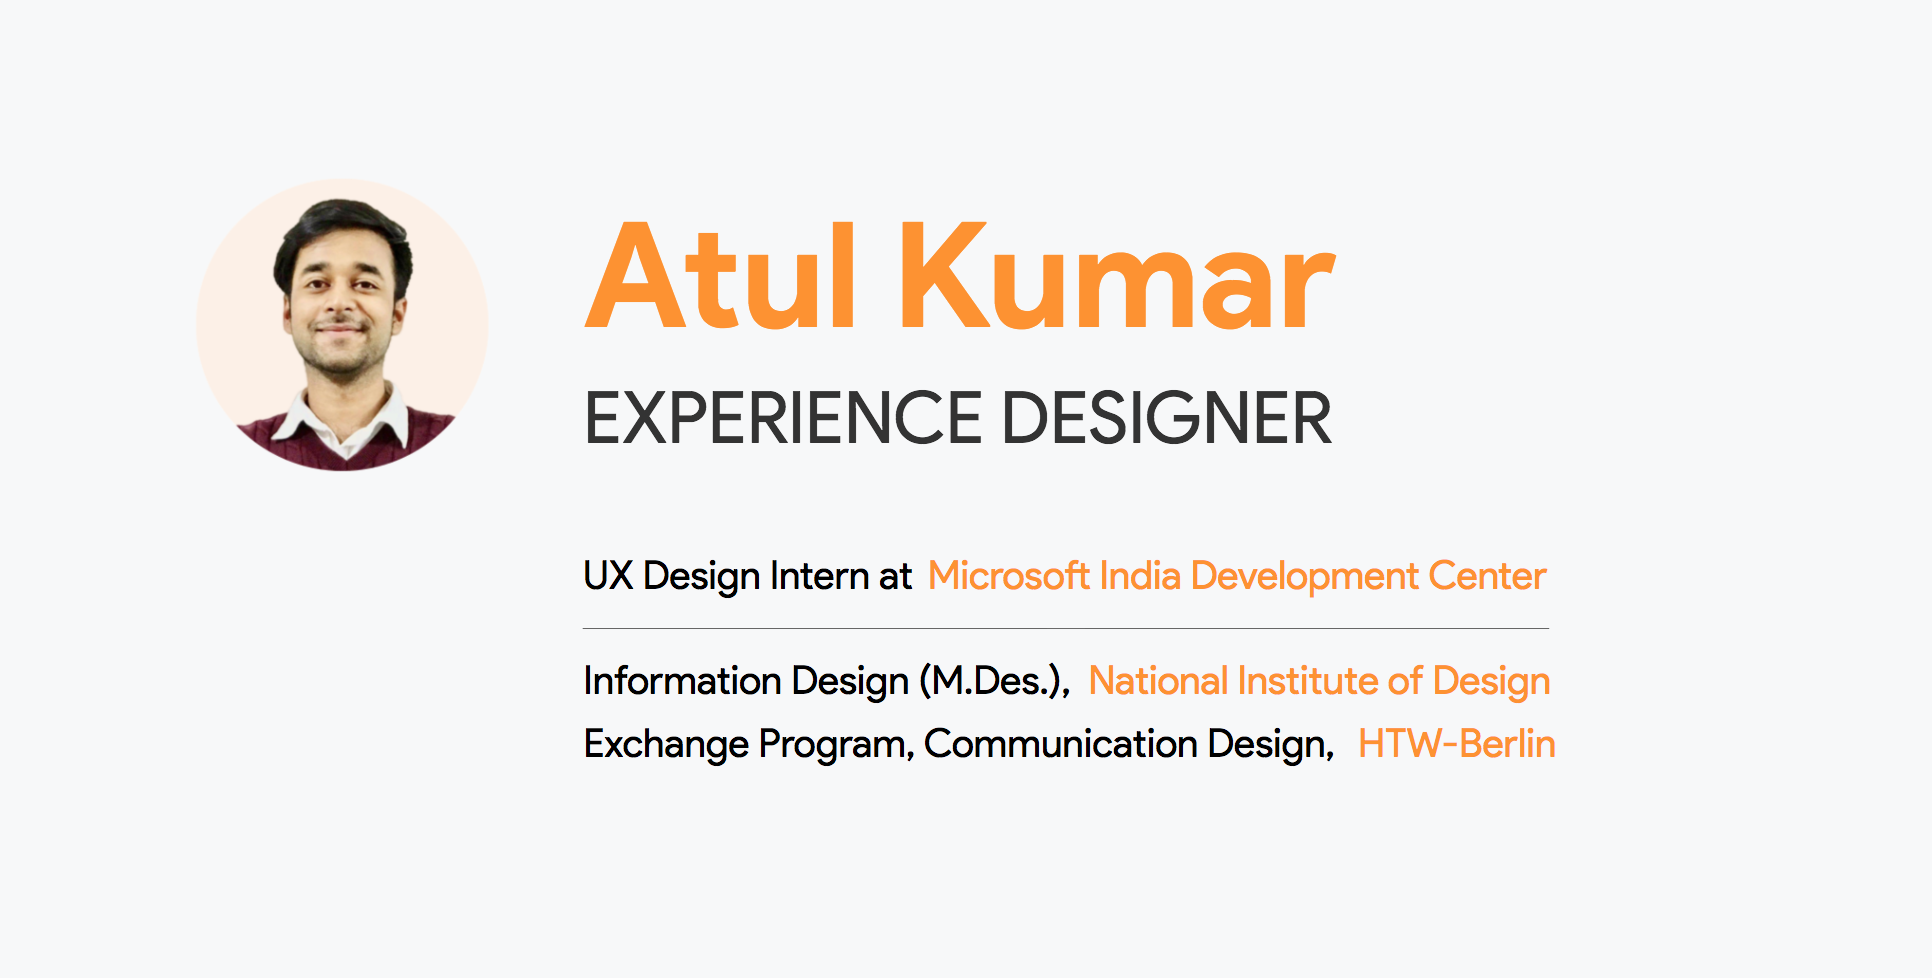 Atul Kumar
EXPERIENCE DESIGNER
UX Design Intern at Microsoft India Development Center
Information Design (M.Des.), National Institute of Design
Exchange Program, Communication Design, HTW-Berlin